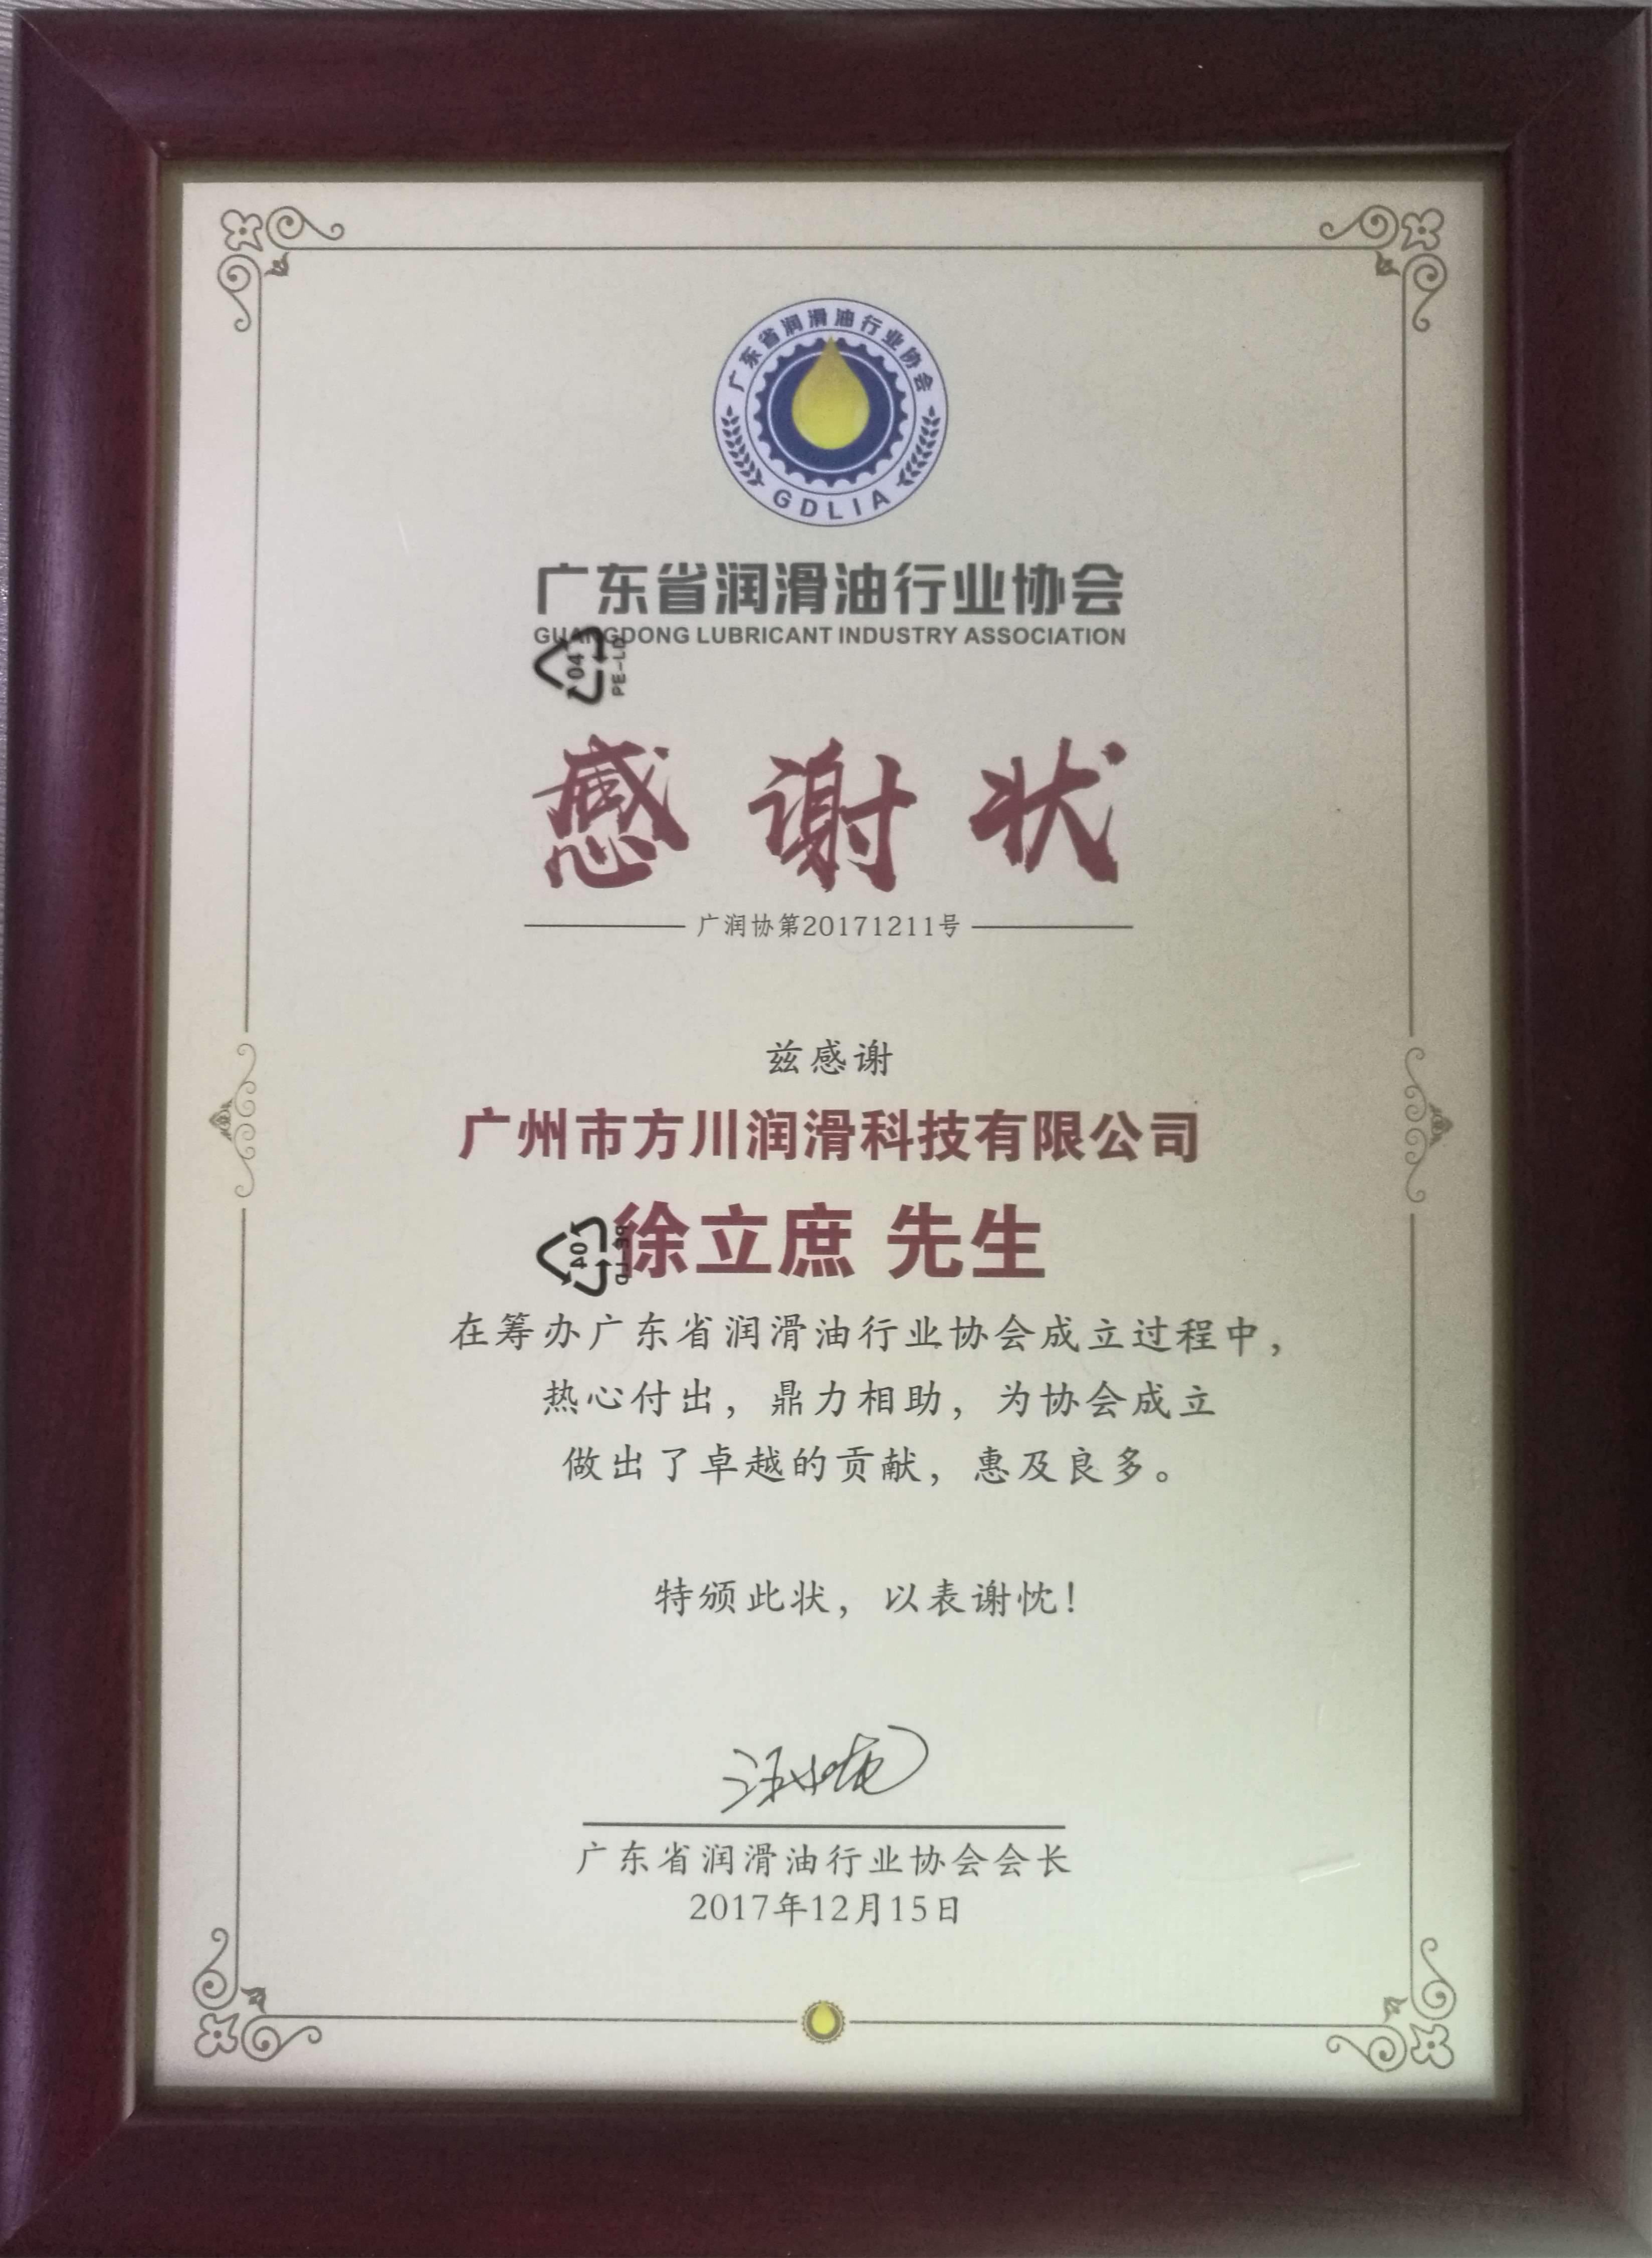 广东省润滑油行业协会
GDLIA
广东省润滑油行业协会
GUANGDONG LUBRICANT INDUSTRY ASSOCIATION
04
PE-LD
感谢状
广润协第20171211号
兹感谢
广州市方川润滑科技有限公司
徐立庶 先生
04
PE-LD
在筹办广东省润滑油行业协会成立过程中，
热心付出，鼎力相助，为协会成立
做出了卓越的贡献，惠及良多。
特颁此状，以表谢忱！
广东省润滑油行业协会会长
2017年12月15日